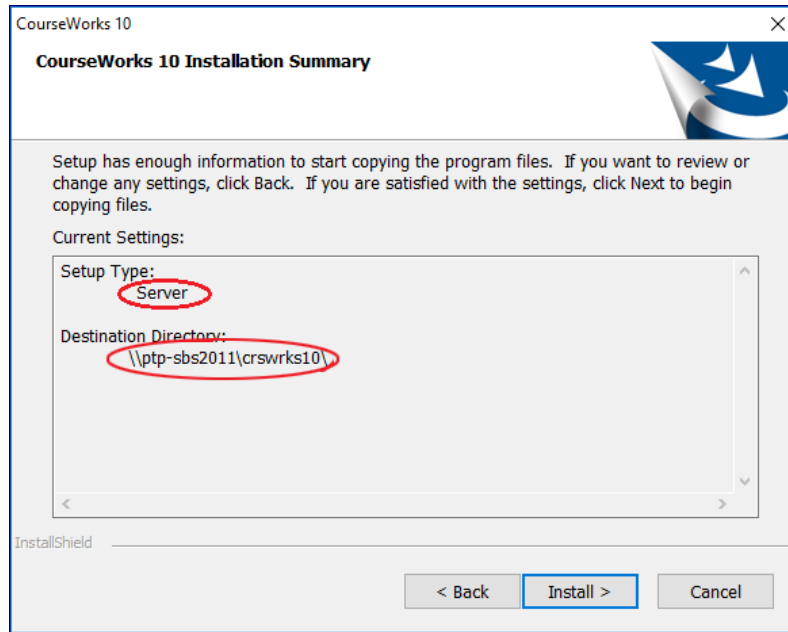 CourseWorks 10
CourseWorks 10 Installation Summary
Setup has enough information to start copying the program files. If you want to review or
change any settings, click Back. If you are satisfied with the settings, click Next to begin
copying files.
Current Settings:
Setup Type:
Server
Destination Directory:
\\ptp-sbs2011\crswrks10\
InstallShield
< Back
Install >
Cancel